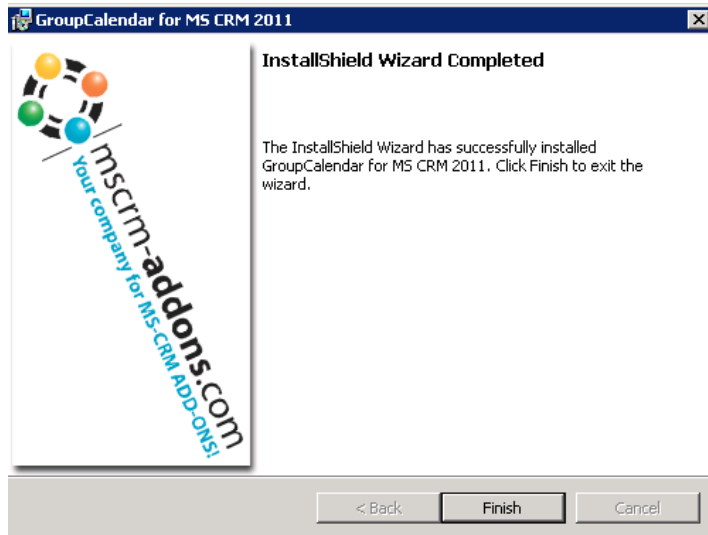 GroupCalendar for MS CRM 2011
InstallShield Wizard Completed
The InstallShield Wizard has successfully installed
GroupCalendar for MS CRM 2011. Click Finish to exit the
wizard.
mscrm-addons.com
Your company for MS-CRM ADD-ONS!
< Back
Finish
Cancel